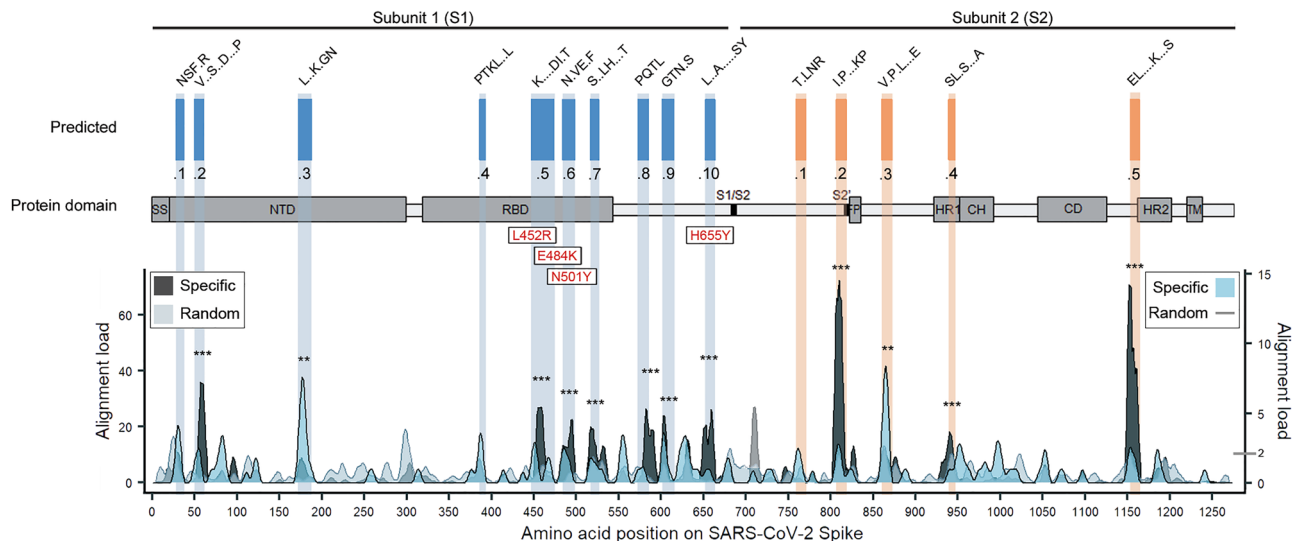 Subunit 1 (S1) Subunit 2 (S2)
NSF.R V..S..D...P L..K.GN PTKL..L K....DI.T N.VE.F S..LH...T PQTL GTN.S L..A.....SY T.LNR I.P...KP V.P.L...E SL.S...A EL....K...S
Predicted
.1 .2 .3 .4 .5 .6 .7 .8 .9 .10 .1 .2 .3 .4 .5
S1/S2 S2'
Protein domain SS NTD RBD FP HR1 CH CD HR2 TM
L452R H655Y
E484K
N501Y
*** ***
Specific Specific 15
Random Random
60
10
*** ** *** **
40
*** *** *** *** *** ***
5
20
2
0 0
Alignment load Alignment load
0 50 100 150 200 250 300 350 400 450 500 550 600 650 700 750 800 850 900 950 1000 1050 1100 1150 1200 1250
Amino acid position on SARS-CoV-2 Spike